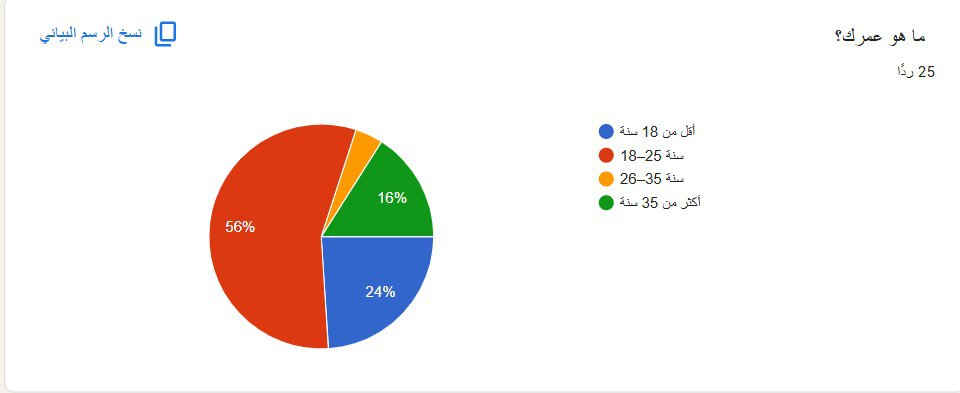 ما هو عمرك؟
نسخ الرسم البياني
25 ردًا
أقل من 18 سنة
18–25 سنة
26–35 سنة
أكثر من 35 سنة
16%
56%
24%